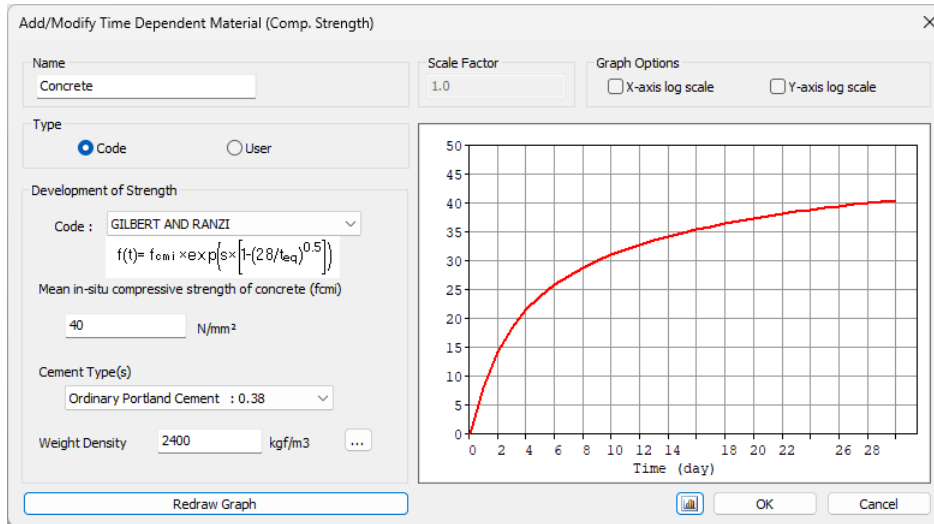 Add/Modify Time Dependent Material (Comp. Strength)
Name
Concrete
Scale Factor
1.0
Graph Options
X-axis log scale
Y-axis log scale
Type
Code
User
Development of Strength
Code :
GILBERT AND RANZI
f(t)= fcmi ×exp{s×[1-(28/teq)^0.5]}
Mean in-situ compressive strength of concrete (fcmi)
40
N/mm²
Cement Type(s)
Ordinary Portland Cement : 0.38
Weight Density
2400
kgf/m3
...
Redraw Graph
50
45
40
35
30
25
20
15
10
5
0
0 2 4 6 8 10 12 14 18 20 22 26 28
Time (day)
OK
Cancel